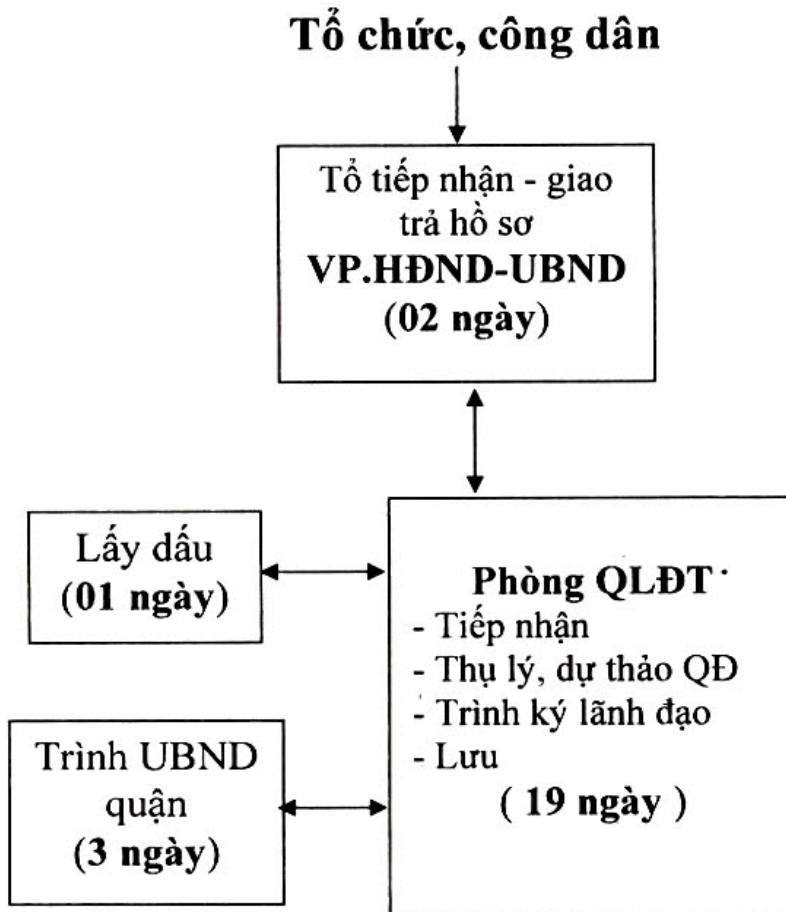 Tổ chức, công dân
Tổ tiếp nhận - giao
trả hồ sơ
VP.HĐND-UBND
(02 ngày)
Lấy dấu
(01 ngày)
Phòng QLĐT
- Tiếp nhận
- Thụ lý, dự thảo QĐ
- Trình ký lãnh đạo
- Lưu
( 19 ngày )
Trình UBND
quận
(3 ngày)